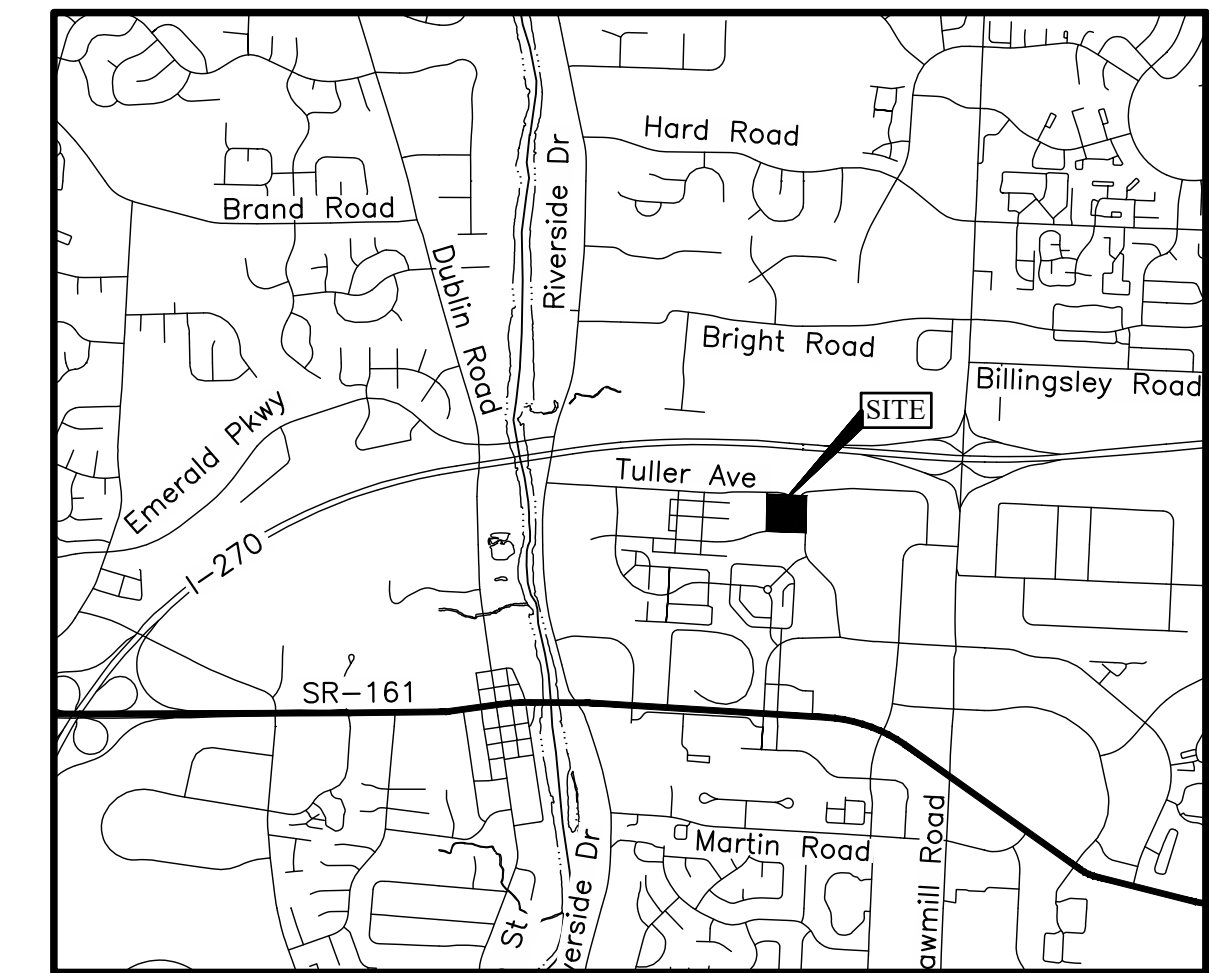 Hard Road
Riverside Dr
Brand Road
Dublin Road
Bright Road
Billingsley Road
SITE
Emerald Pkwy
Tuller Ave
I-270
SR-161
Martin Road
awmill Road
verside Dr
St